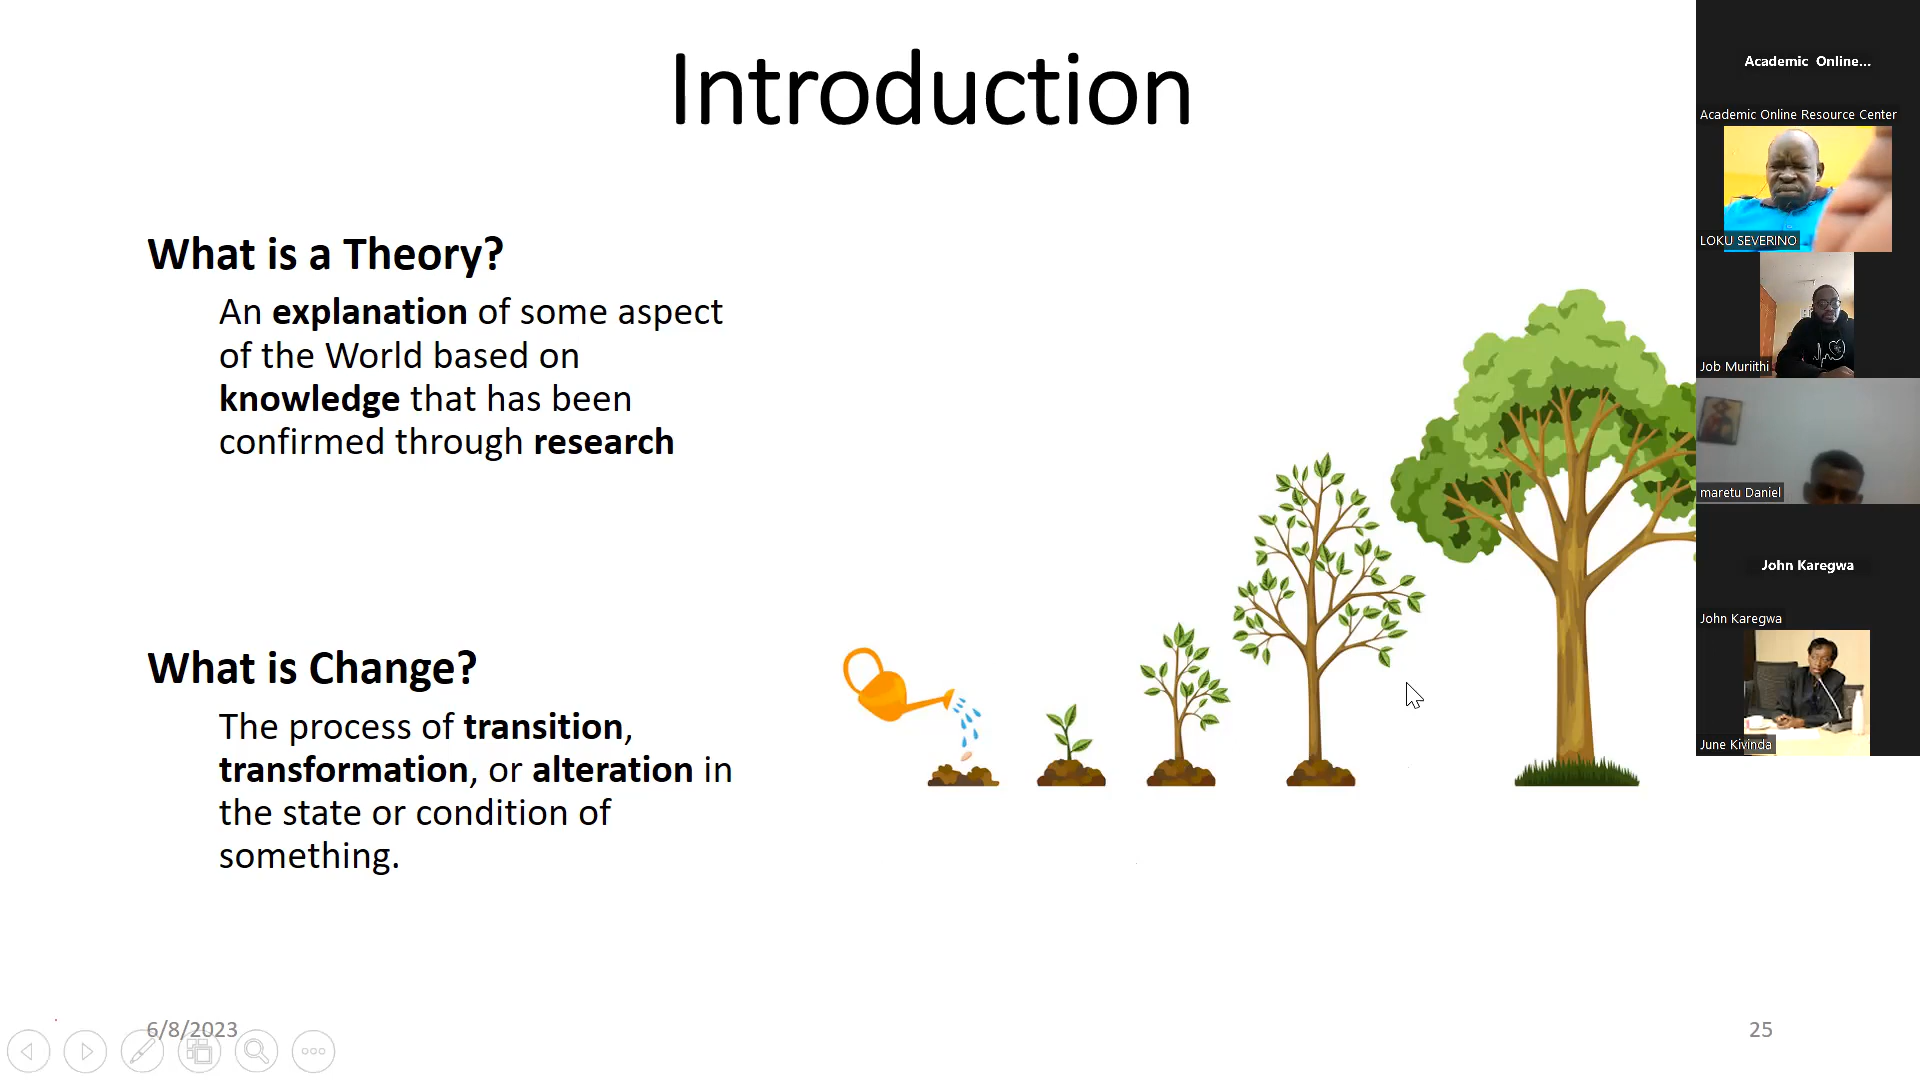 Introduction
What is a Theory?
An explanation of some aspect
of the World based on
knowledge that has been
confirmed through research
What is Change?
The process of transition,
transformation, or alteration in
the state or condition of
something.
6/8/2023
25
Academic Online...
Academic Online Resource Center
LOKU SEVERINO
Job Muriithi
maretu Daniel
John Karegwa
John Karegwa
June Kivinda